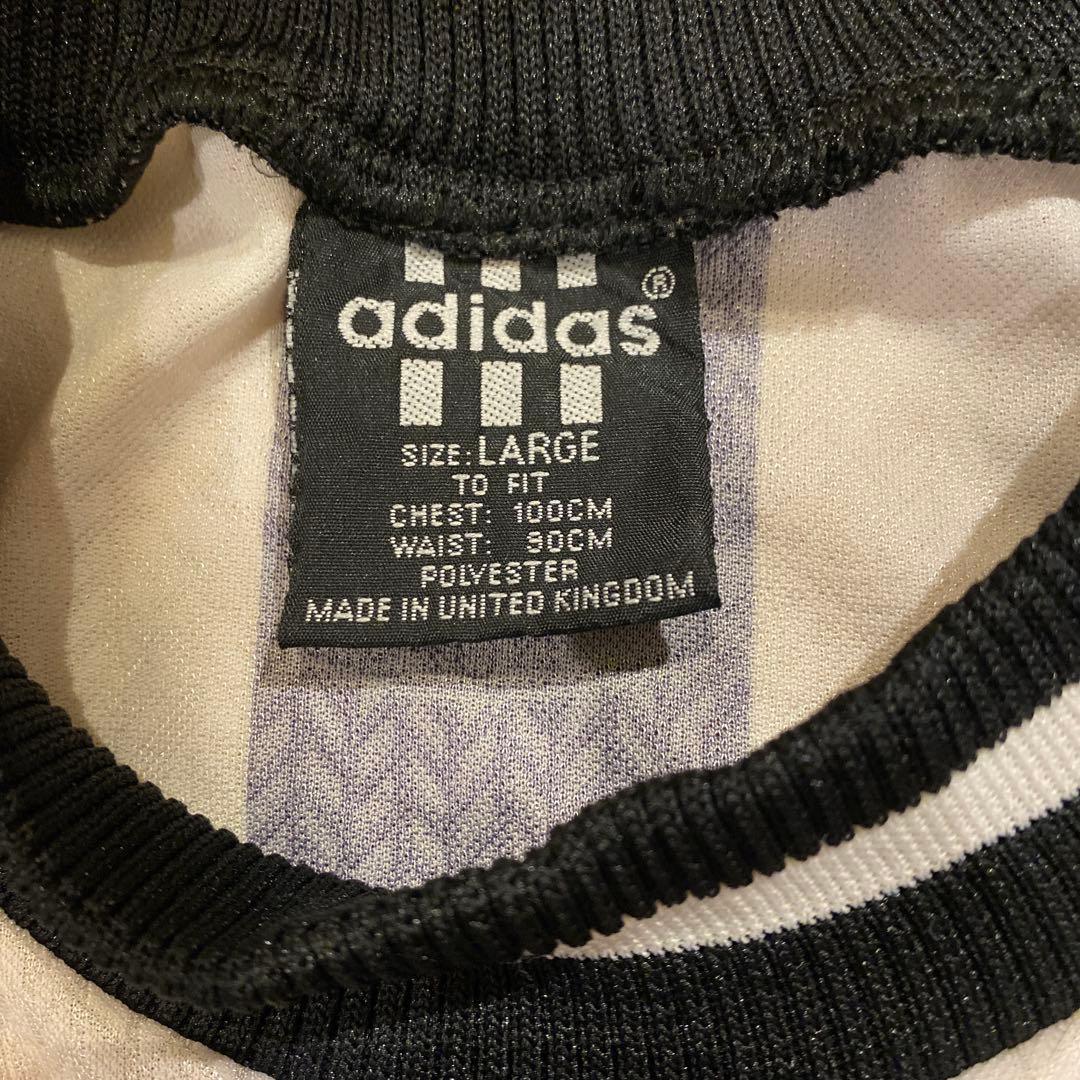 adidas®
SIZE: LARGE
TO FIT
CHEST: 100CM
WAIST: 90CM
POLYESTER
MADE IN UNITED KINGDOM